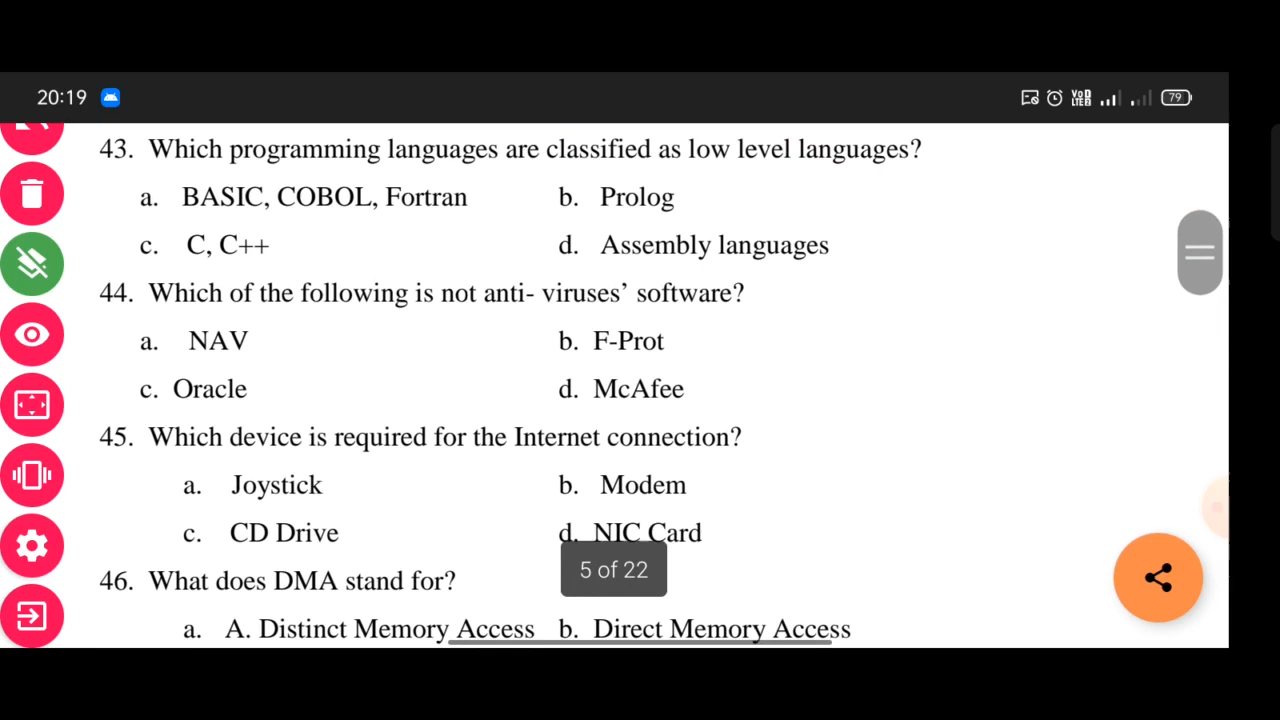 20:19
VoD LTE 79
43. Which programming languages are classified as low level languages?
a. BASIC, COBOL, Fortran b. Prolog
c. C, C++ d. Assembly languages
44. Which of the following is not anti- viruses’ software?
a. NAV b. F-Prot
c. Oracle d. McAfee
45. Which device is required for the Internet connection?
a. Joystick b. Modem
c. CD Drive d. NIC Card
5 of 22
46. What does DMA stand for?
a. A. Distinct Memory Access b. Direct Memory Access